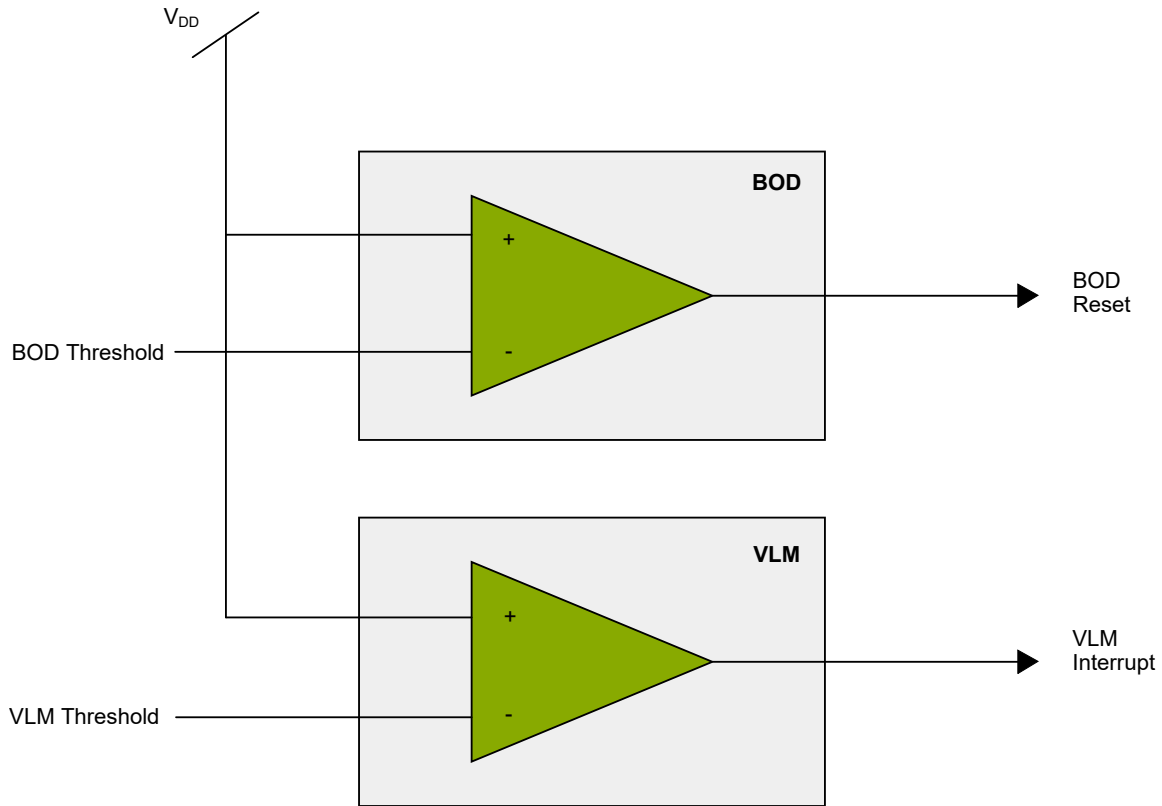 VDD
BOD
+
BOD
Reset
BOD Threshold
-
VLM
+
VLM
Interrupt
VLM Threshold
-